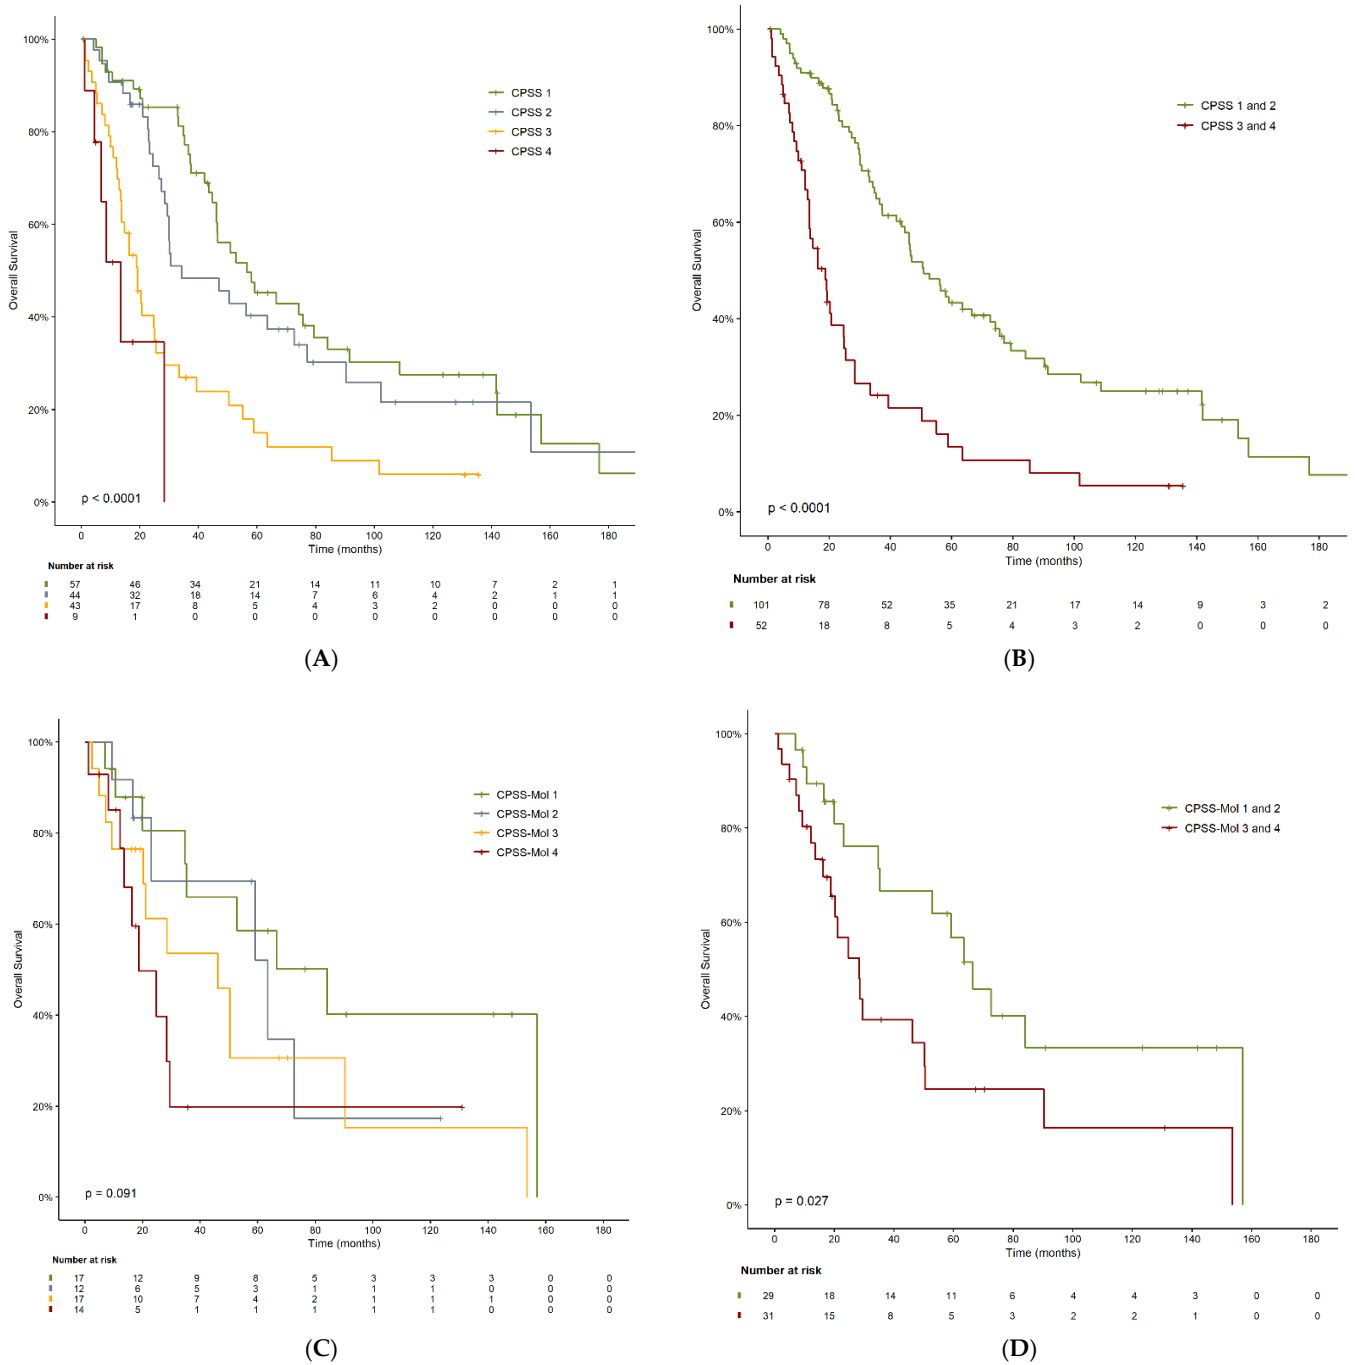 100%
80%
60%
40%
20%
0%
Overall Survival
CPSS 1
CPSS 2
CPSS 3
CPSS 4
p < 0.0001
0 20 40 60 80 100 120 140 160 180
Time (months)
Number at risk
57 46 34 21 14 11 10 7 2 1
44 32 18 14 7 6 4 2 1 1
43 17 8 5 4 3 2 0 0 0
9 1 0 0 0 0 0 0 0 0
(A)
100%
80%
60%
40%
20%
0%
Overall Survival
CPSS 1 and 2
CPSS 3 and 4
p < 0.0001
0 20 40 60 80 100 120 140 160 180
Time (months)
Number at risk
101 78 52 35 21 17 14 9 3 2
52 18 8 5 4 3 2 0 0 0
(B)
100%
80%
60%
40%
20%
0%
Overall Survival
CPSS-Mol 1
CPSS-Mol 2
CPSS-Mol 3
CPSS-Mol 4
p = 0.091
0 20 40 60 80 100 120 140 160 180
Time (months)
Number at risk
17 12 9 8 5 3 3 3 0 0
12 6 5 3 1 1 1 0 0 0
17 10 7 4 2 1 1 1 0 0
14 5 1 1 1 1 1 0 0 0
(C)
100%
80%
60%
40%
20%
0%
Overall Survival
CPSS-Mol 1 and 2
CPSS-Mol 3 and 4
p = 0.027
0 20 40 60 80 100 120 140 160 180
Time (months)
Number at risk
29 18 14 11 6 4 4 3 0 0
31 15 8 5 3 2 2 1 0 0
(D)